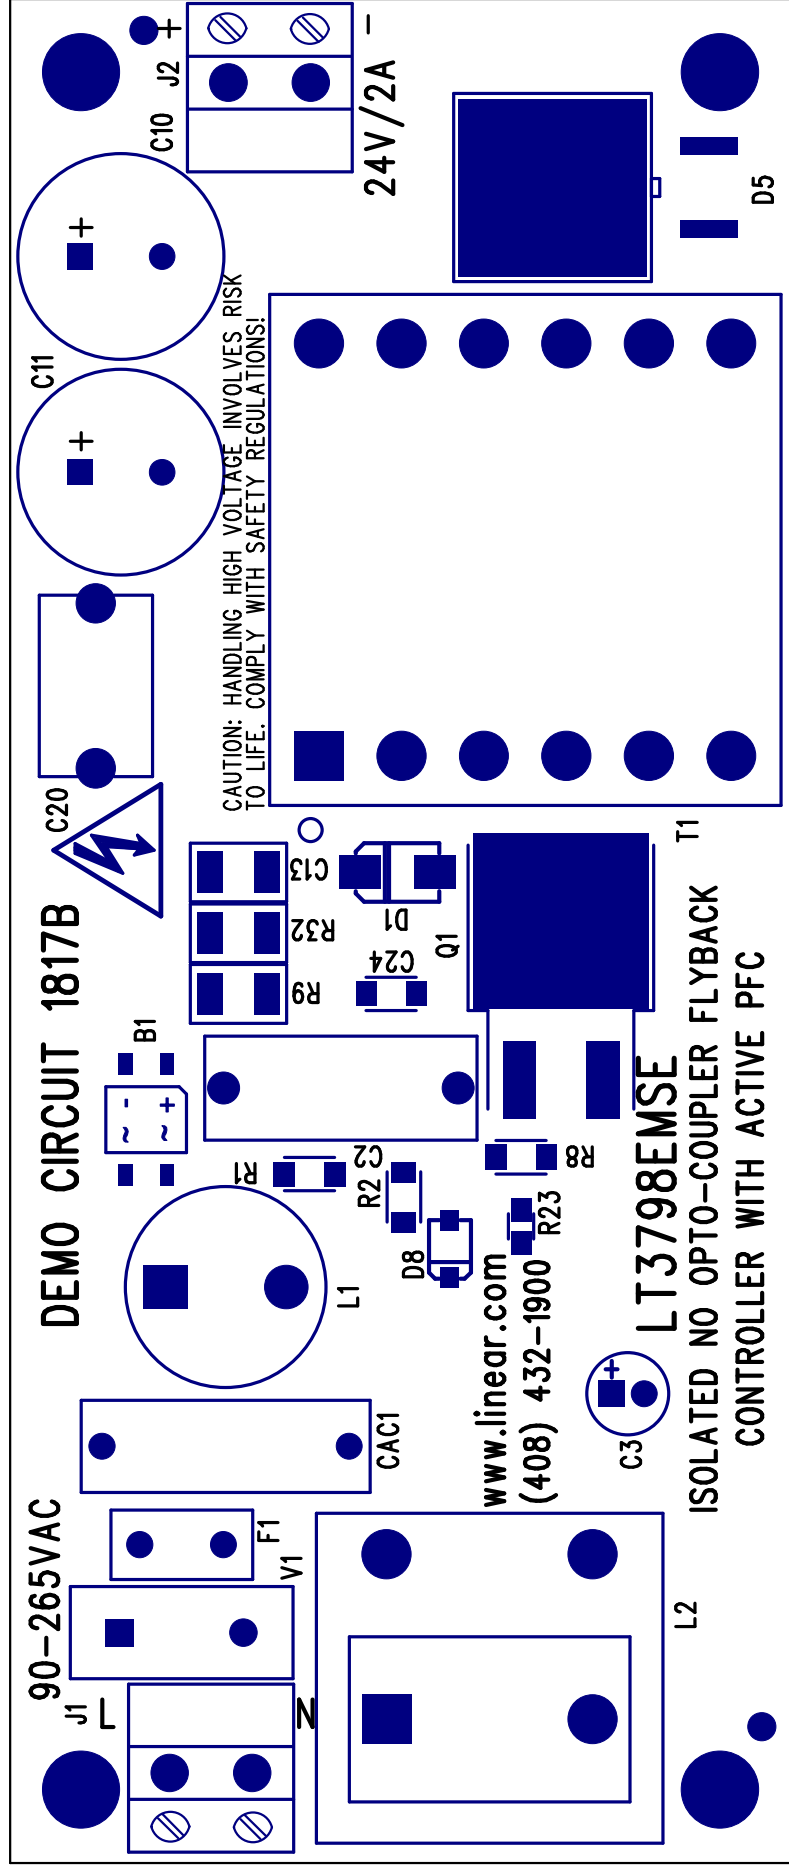 +
-
J2
C10
24V/2A
D5
+
C11
+
CAUTION: HANDLING HIGH VOLTAGE INVOLVES RISK
TO LIFE. COMPLY WITH SAFETY REGULATIONS!
C20
T1
C13
R32
R9
D1
C24
Q1
DEMO CIRCUIT 1817B
B1
~ -
~ +
R1
C2
R2
R8
R23
D8
L1
www.linear.com
(408) 432-1900
LT3798EMSE
ISOLATED NO OPTO-COUPLER FLYBACK
CONTROLLER WITH ACTIVE PFC
+
C3
CAC1
90-265VAC
F1
V1
L2
J1
L
N